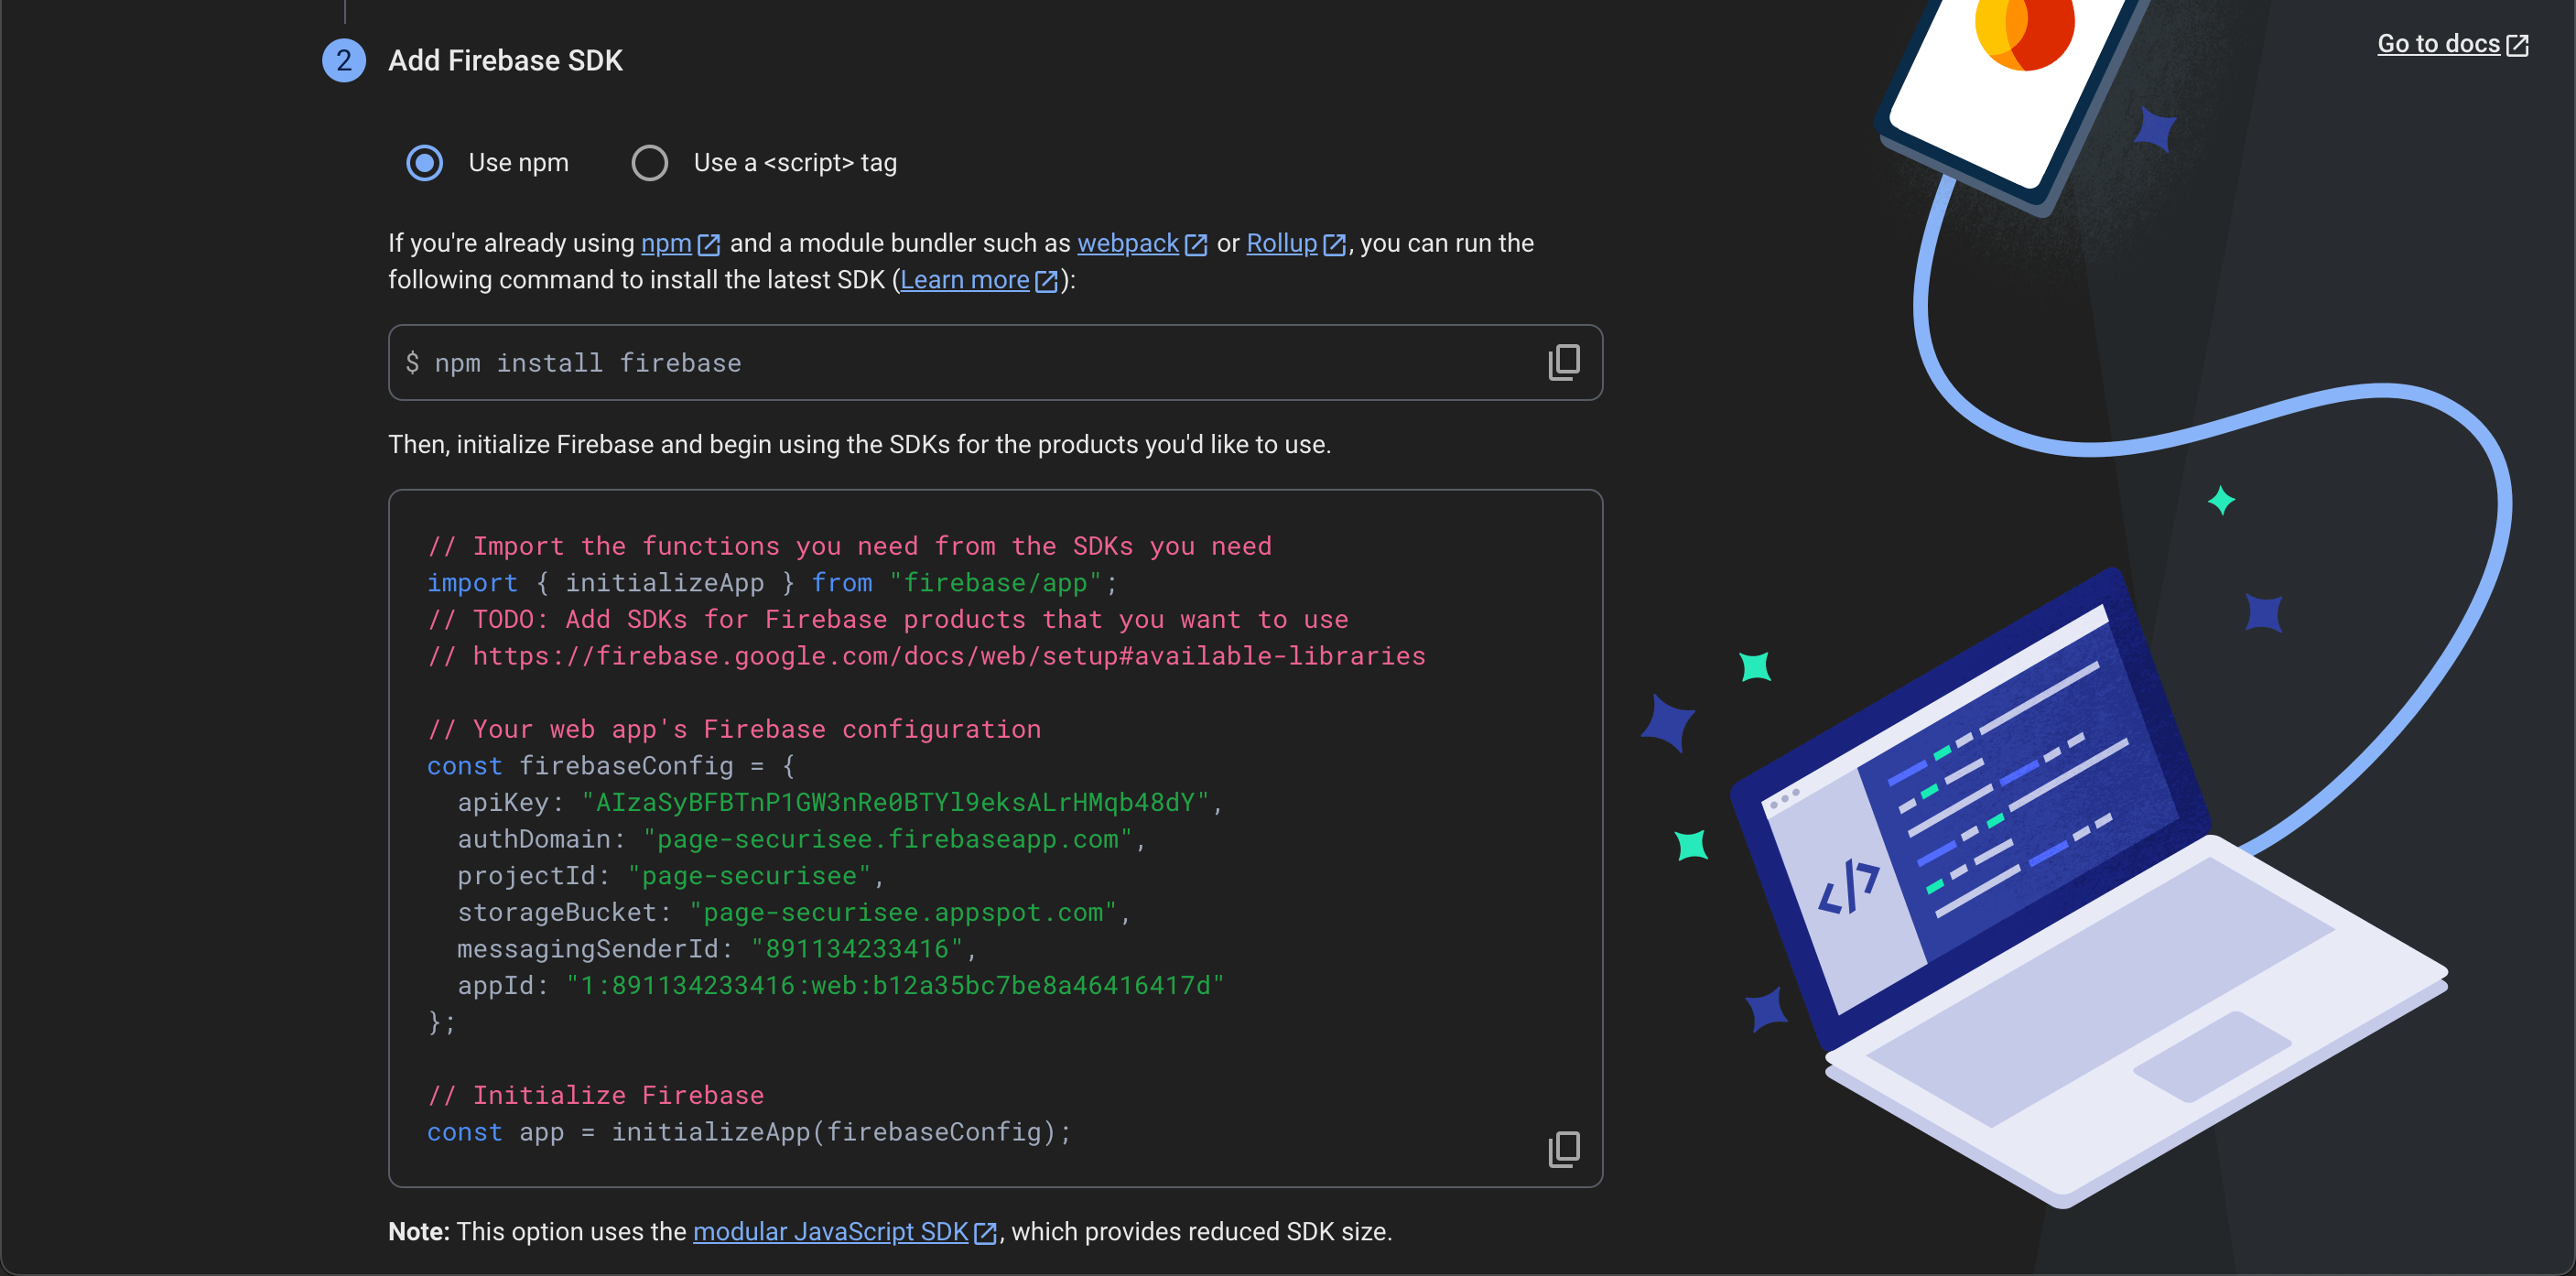 2 Add Firebase SDK
Go to docs
Use npm Use a <script> tag
If you're already using npm and a module bundler such as webpack or Rollup, you can run the
following command to install the latest SDK (Learn more):
$ npm install firebase
Then, initialize Firebase and begin using the SDKs for the products you'd like to use.
// Import the functions you need from the SDKs you need
import { initializeApp } from "firebase/app";
// TODO: Add SDKs for Firebase products that you want to use
// https://firebase.google.com/docs/web/setup#available-libraries
// Your web app's Firebase configuration
const firebaseConfig = {
  apiKey: "AIzaSyBFBTnP1GW3nRe0BTYl9eksALrHMqb48dY",
  authDomain: "page-securisee.firebaseapp.com",
  projectId: "page-securisee",
  storageBucket: "page-securisee.appspot.com",
  messagingSenderId: "891134233416",
  appId: "1:891134233416:web:b12a35bc7be8a46416417d"
};
// Initialize Firebase
const app = initializeApp(firebaseConfig);
Note: This option uses the modular JavaScript SDK, which provides reduced SDK size.